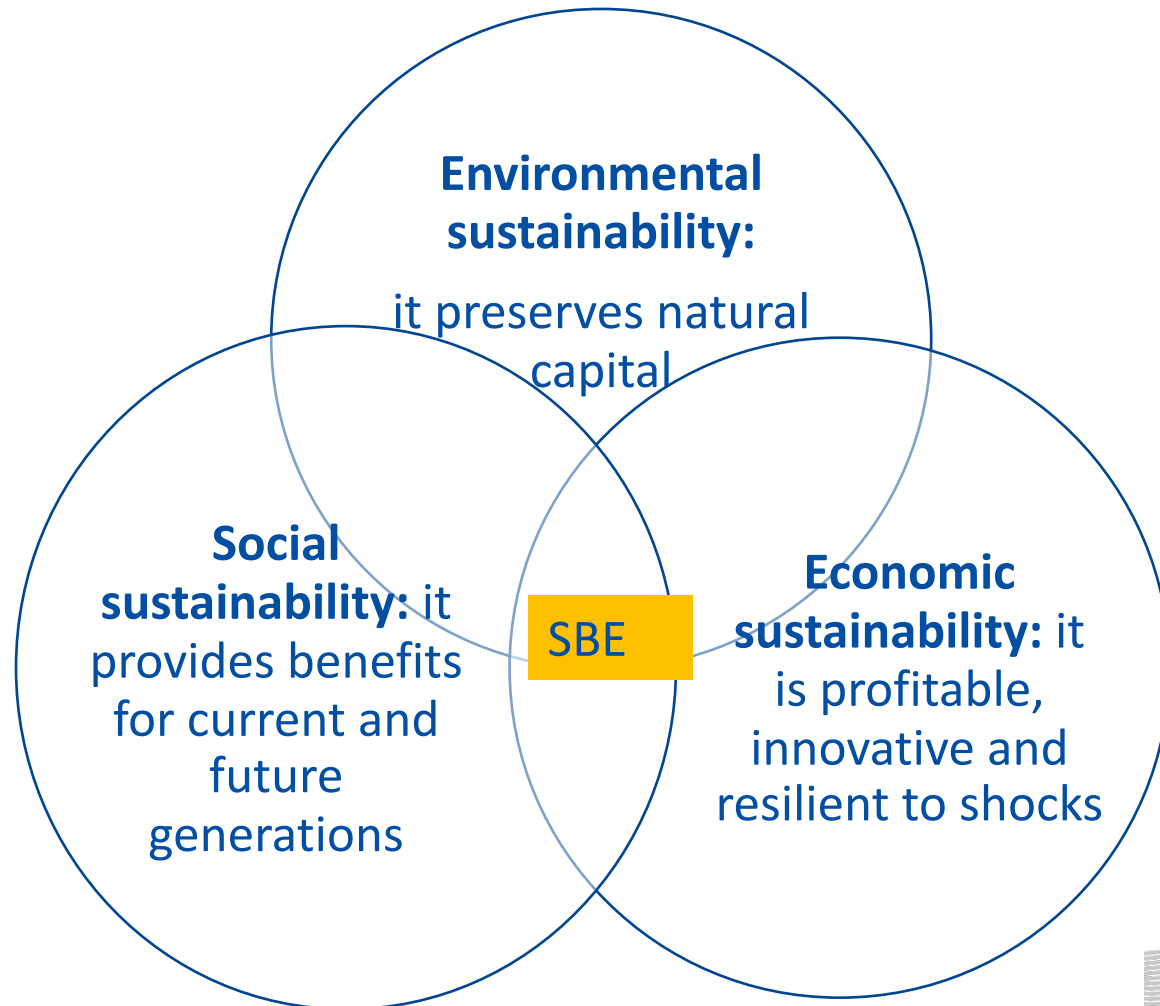 Environmental
sustainability:
it preserves natural
capital
Social
sustainability: it
provides benefits
for current and
future
generations
SBE
Economic
sustainability: it
is profitable,
innovative and
resilient to shocks